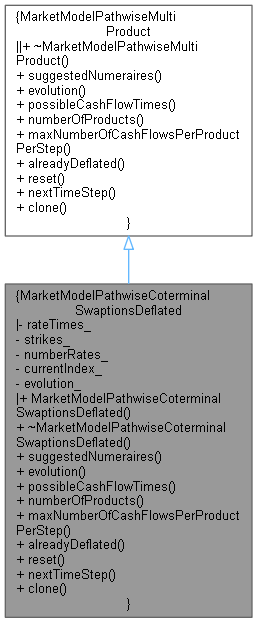 {MarketModelPathwiseMulti
Product
||+ ~MarketModelPathwiseMulti
Product()
+ suggestedNumeraires()
+ evolution()
+ possibleCashFlowTimes()
+ numberOfProducts()
+ maxNumberOfCashFlowsPerProduct
PerStep()
+ alreadyDeflated()
+ reset()
+ nextTimeStep()
+ clone()
}
{MarketModelPathwiseCoterminal
SwaptionsDeflated
|- rateTimes_
- strikes_
- numberRates_
- currentIndex_
- evolution_
|+ MarketModelPathwiseCoterminal
SwaptionsDeflated()
+ ~MarketModelPathwiseCoterminal
SwaptionsDeflated()
+ suggestedNumeraires()
+ evolution()
+ possibleCashFlowTimes()
+ numberOfProducts()
+ maxNumberOfCashFlowsPerProduct
PerStep()
+ alreadyDeflated()
+ reset()
+ nextTimeStep()
+ clone()
}